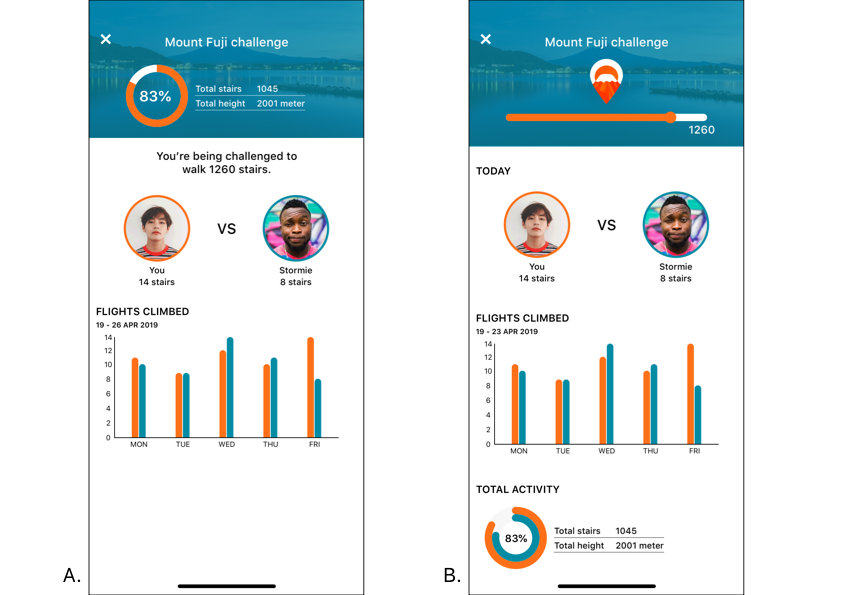 Mount Fuji challenge
83%
Total stairs 1045
Total height 2001 meter
You're being challenged to
walk 1260 stairs.
VS
You
14 stairs
Stormie
8 stairs
FLIGHTS CLIMBED
19 - 26 APR 2019
14
12
10
8
6
4
2
0
MON TUE WED THU FRI
A.
Mount Fuji challenge
1260
TODAY
VS
You
14 stairs
Stormie
8 stairs
FLIGHTS CLIMBED
19 - 23 APR 2019
14
12
10
8
6
4
2
0
MON TUE WED THU FRI
TOTAL ACTIVITY
83%
Total stairs 1045
Total height 2001 meter
B.